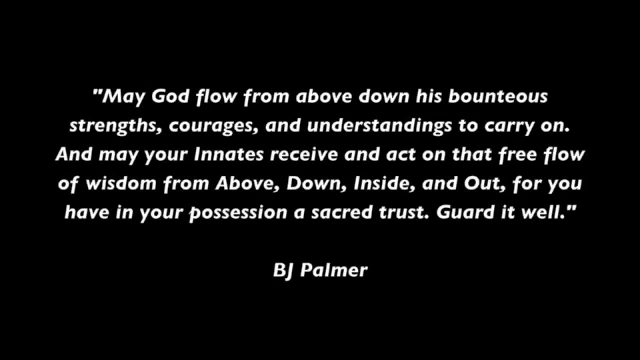 "May God flow from above down his bounteous
strengths, courages, and understandings to carry on.
And may your Innates receive and act on that free flow
of wisdom from Above, Down, Inside, and Out, for you
have in your possession a sacred trust. Guard it well."
BJ Palmer